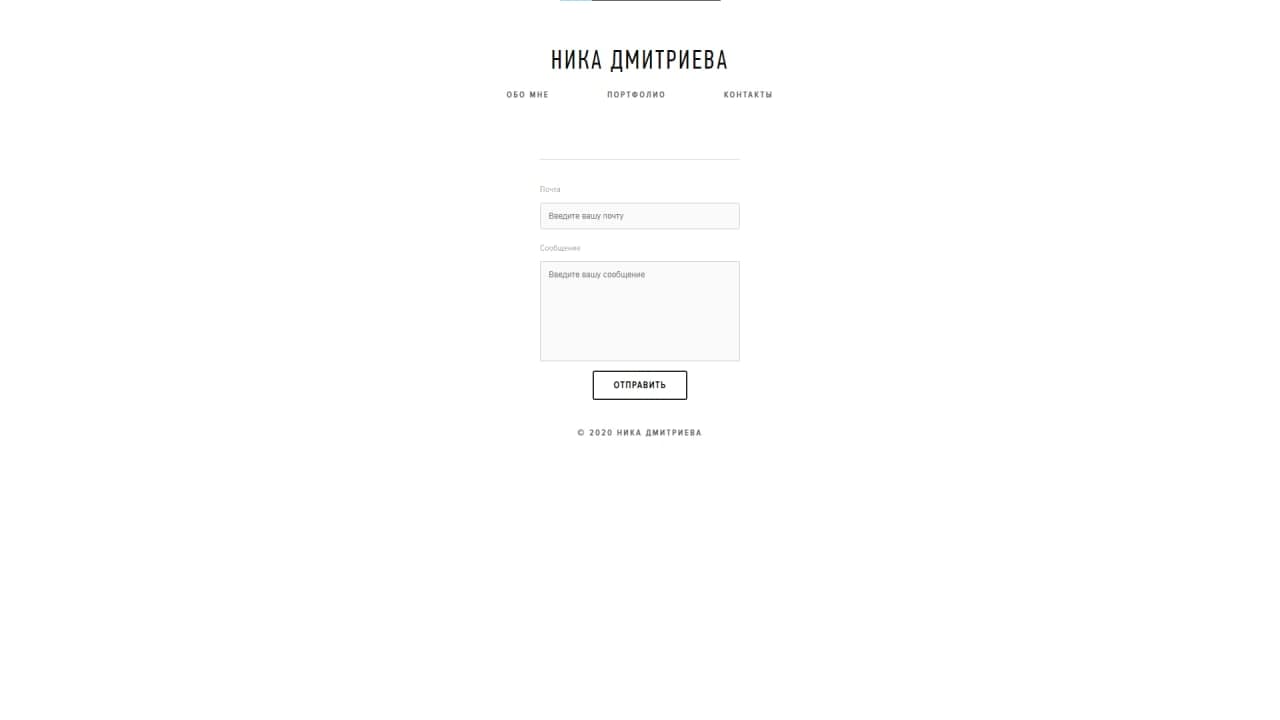 НИКА ДМИТРИЕВА
ОБО МНЕ ПОРТФОЛИО КОНТАКТЫ
Почта
Введите вашу почту
Сообщение
Введите вашу сообщение
ОТПРАВИТЬ
© 2020 НИКА ДМИТРИЕВА